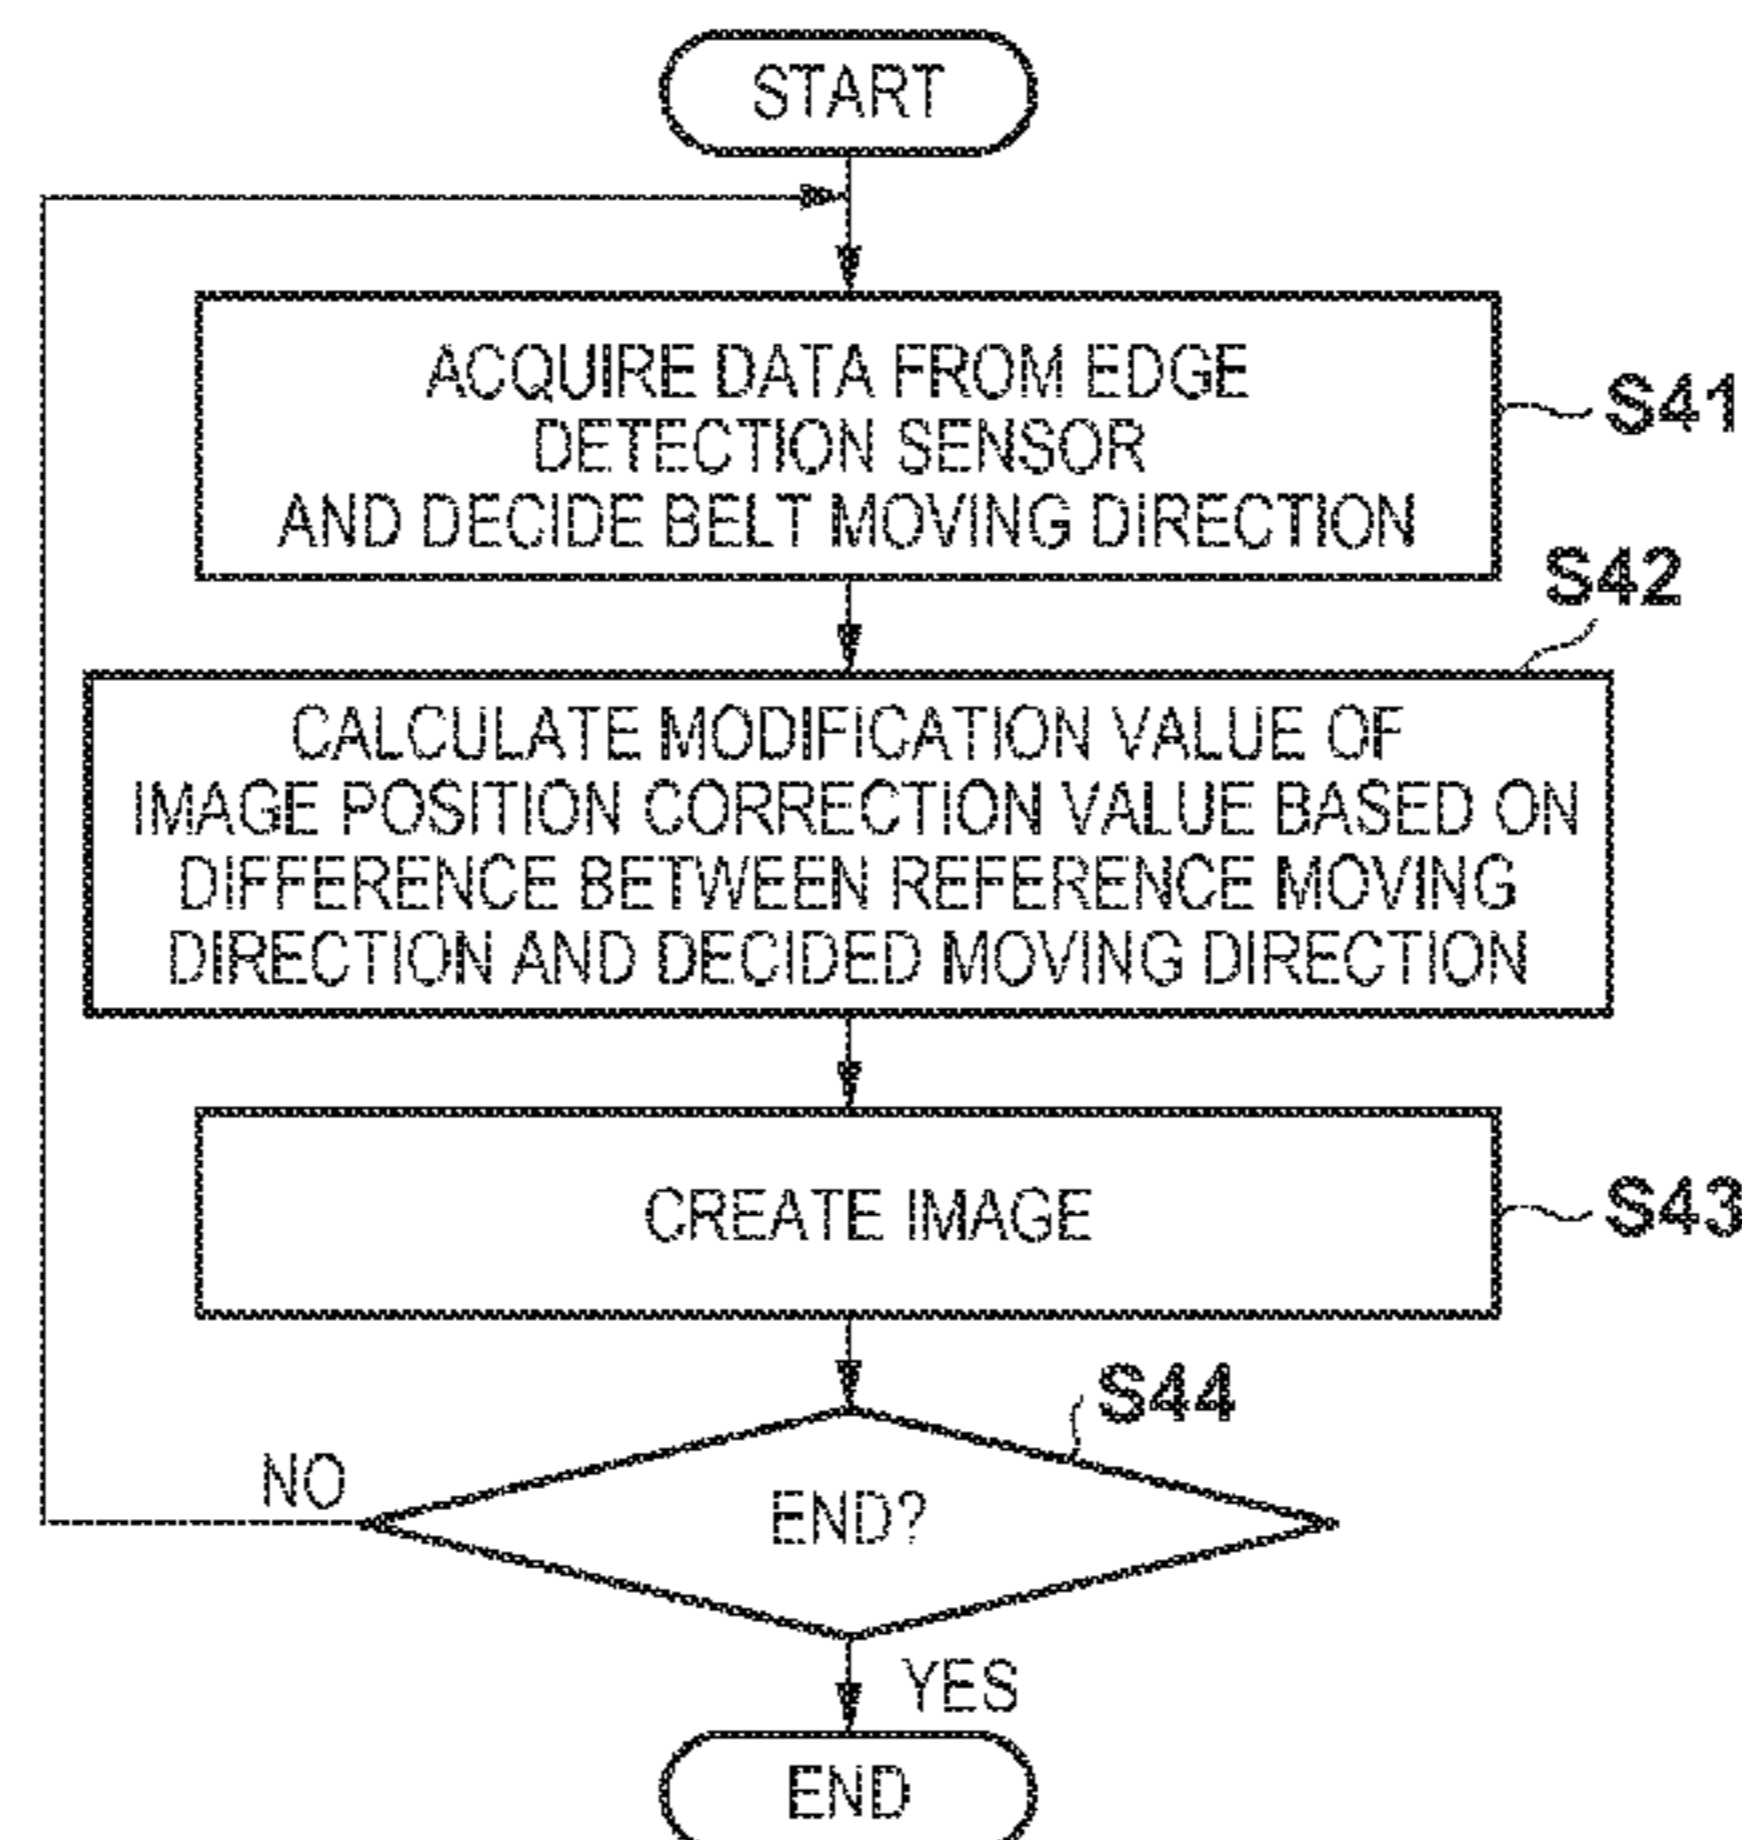 START
ACQUIRE DATA FROM EDGE
DETECTION SENSOR
AND DECIDE BELT MOVING DIRECTION
S41
S42
CALCULATE MODIFICATION VALUE OF
IMAGE POSITION CORRECTION VALUE BASED ON
DIFFERENCE BETWEEN REFERENCE MOVING
DIRECTION AND DECIDED MOVING DIRECTION
CREATE IMAGE
S43
S44
NO
END?
YES
END